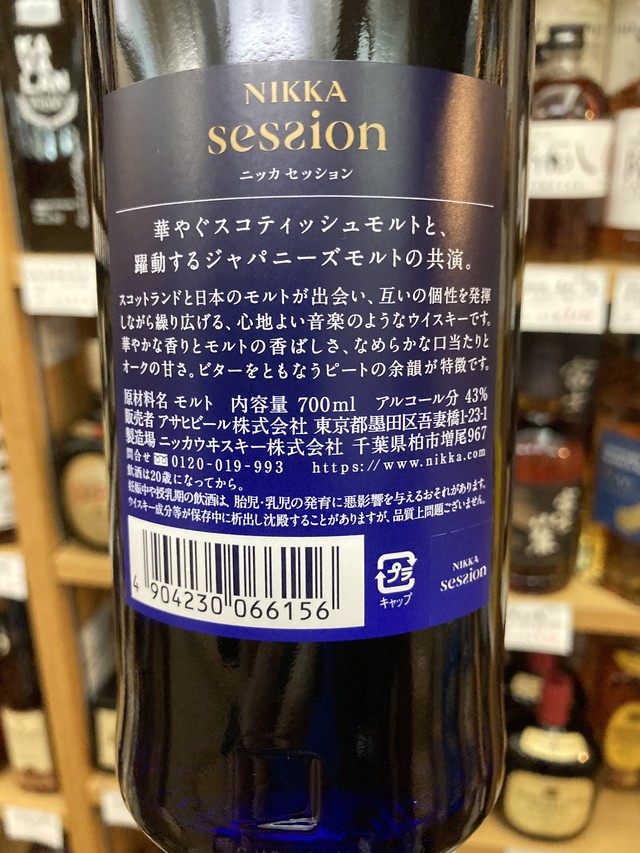 KA
VA
LAN
NIKKA
session
ニッカ セッション
華やぐスコティッシュモルトと、
躍動するジャパニーズモルトの共演。
スコットランドと日本のモルトが出会い、互いの個性を発揮
しながら繰り広げる、心地よい音楽のようなウイスキーです。
華やかな香りとモルトの香ばしさ、なめらかな口当たりと
オークの甘さ。ビターをともなうピートの余韻が特徴です。
原材料名 モルト 内容量 700ml アルコール分 43%
販売者 アサヒビール株式会社 東京都墨田区吾妻橋1-23-1
製造場 ニッカウヰスキー株式会社 千葉県柏市増尾967
問合せ 0120-019-993 https://www.nikka.com
飲酒は20歳になってから。
妊娠中や授乳期の飲酒は、胎児・乳児の発育に悪影響を与えるおそれがあります。
ウイスキー成分等が保存中に析出し沈殿することがありますが、品質上問題ございません。
4 904230 066156
プラ
キャップ
NIKKA
session